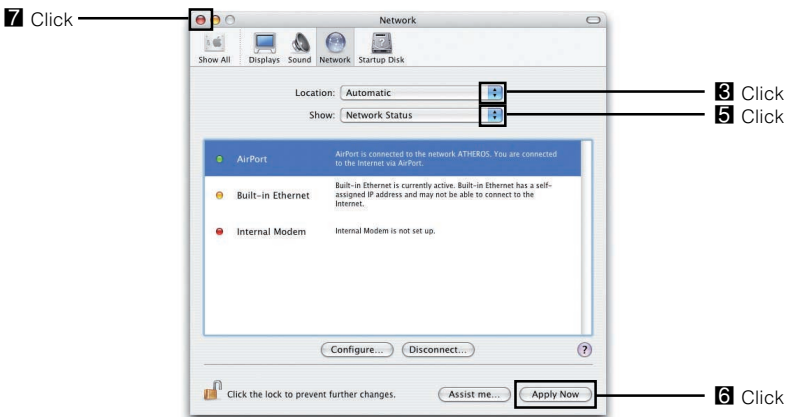 7 Click
Network
Show All Displays Sound Network Startup Disk
Location: Automatic
3 Click
Show: Network Status
5 Click
AirPort
AirPort is connected to the network ATHEROS. You are connected
to the Internet via AirPort.
Built-in Ethernet
Built-in Ethernet is currently active. Built-in Ethernet has a self-
assigned IP address and may not be able to connect to the
Internet.
Internal Modem
Internal Modem is not set up.
Configure... Disconnect... ?
Click the lock to prevent further changes.
Assist me... Apply Now
6 Click